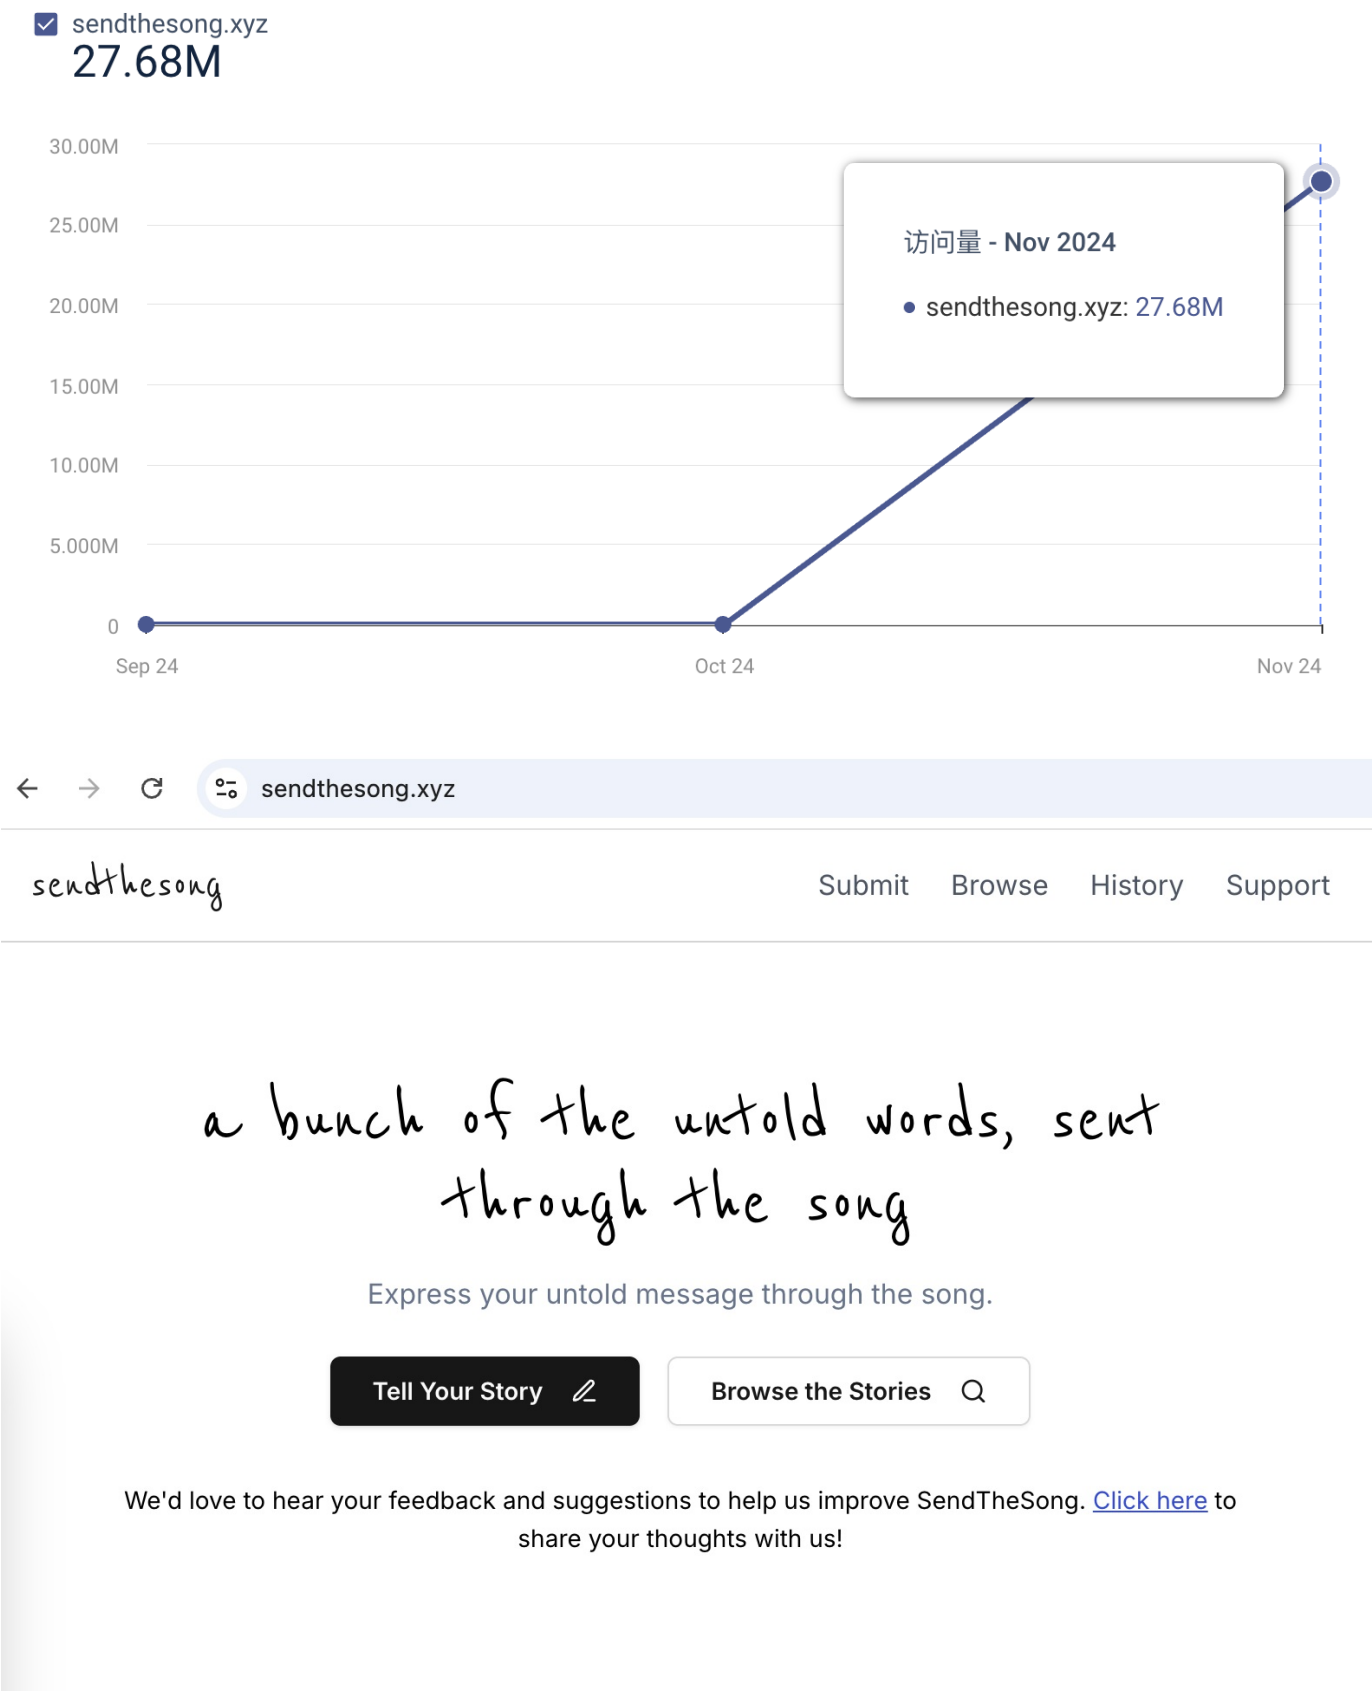 sendthesong.xyz
27.68M
30.00M
25.00M
20.00M
15.00M
10.00M
5.000M
0
访问量 - Nov 2024
sendthesong.xyz: 27.68M
Sep 24
Oct 24
Nov 24
sendthesong.xyz
sendthesong
Submit Browse History Support
a bunch of the untold words, sent
through the song
Express your untold message through the song.
Tell Your Story
Browse the Stories
We'd love to hear your feedback and suggestions to help us improve SendTheSong. Click here to
share your thoughts with us!